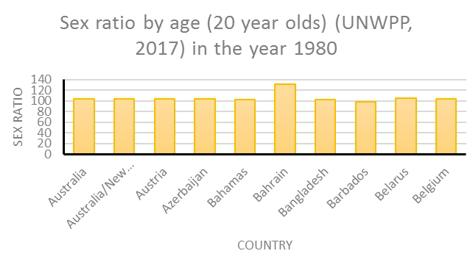 Sex ratio by age (20 year olds) (UNWPP,
2017) in the year 1980
SEX RATIO
140
120
100
80
60
40
20
0
Australia
Australia/New...
Austria
Azerbaijan
Bahamas
Bahrain
Bangladesh
Barbados
Belarus
Belgium
COUNTRY